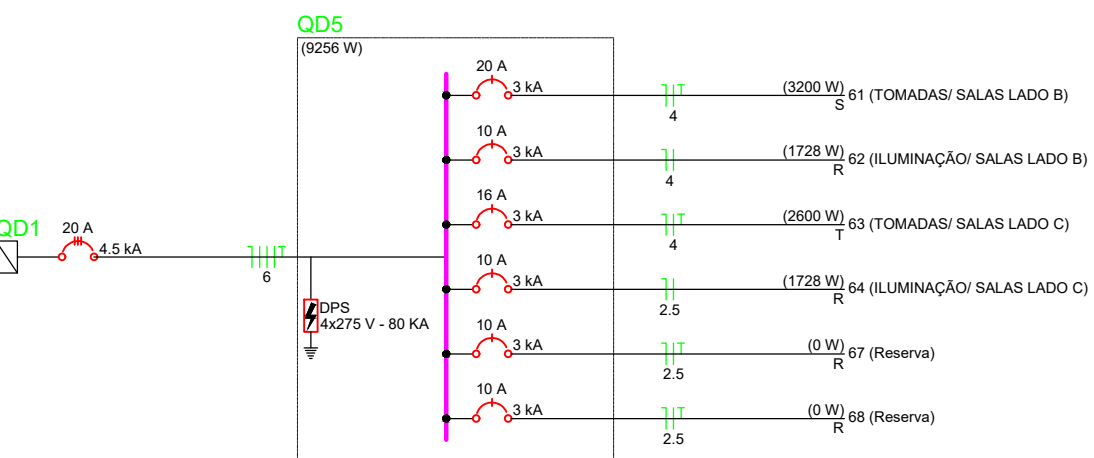 QD5
(9256 W)
20 A
3 kA
4
(3200 W)
S
61 (TOMADAS/ SALAS LADO B)
10 A
3 kA
4
(1728 W)
R
62 (ILUMINAÇÃO/ SALAS LADO B)
16 A
3 kA
4
(2600 W)
T
63 (TOMADAS/ SALAS LADO C)
QD1
20 A
4.5 kA
6
10 A
3 kA
2.5
(1728 W)
R
64 (ILUMINAÇÃO/ SALAS LADO C)
DPS
4x275 V - 80 KA
10 A
3 kA
2.5
(0 W)
R
67 (Reserva)
10 A
3 kA
2.5
(0 W)
R
68 (Reserva)